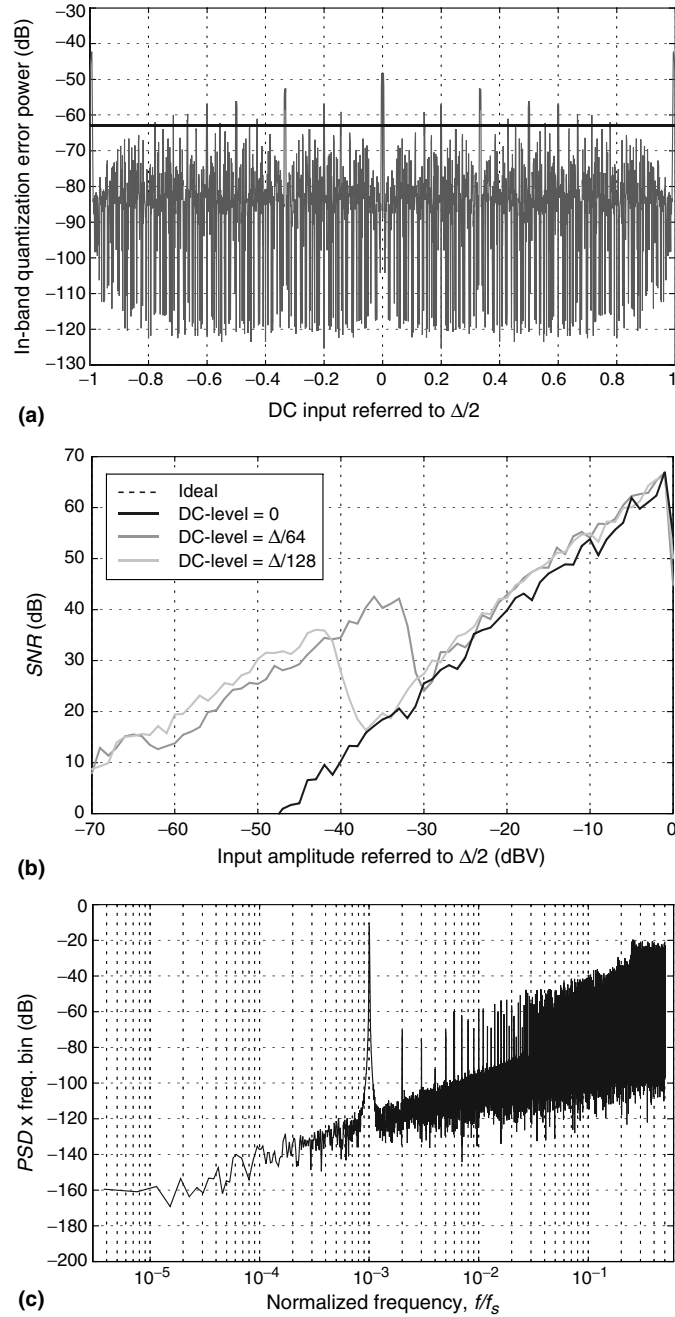 In-band quantization error power (dB)
−30
−40
−50
−60
−70
−80
−90
−100
−110
−120
−130
−1 −0.8 −0.6 −0.4 −0.2 0 0.2 0.4 0.6 0.8 1
DC input referred to Δ/2
(a)
SNR (dB)
70
60
50
40
30
20
10
0
Ideal
DC-level = 0
DC-level = Δ/64
DC-level = Δ/128
−70 −60 −50 −40 −30 −20 −10 0
Input amplitude referred to Δ/2 (dBV)
(b)
PSD x freq. bin (dB)
0
−20
−40
−60
−80
−100
−120
−140
−160
−180
−200
10⁻⁵ 10⁻⁴ 10⁻³ 10⁻² 10⁻¹
Normalized frequency, f/fₛ
(c)